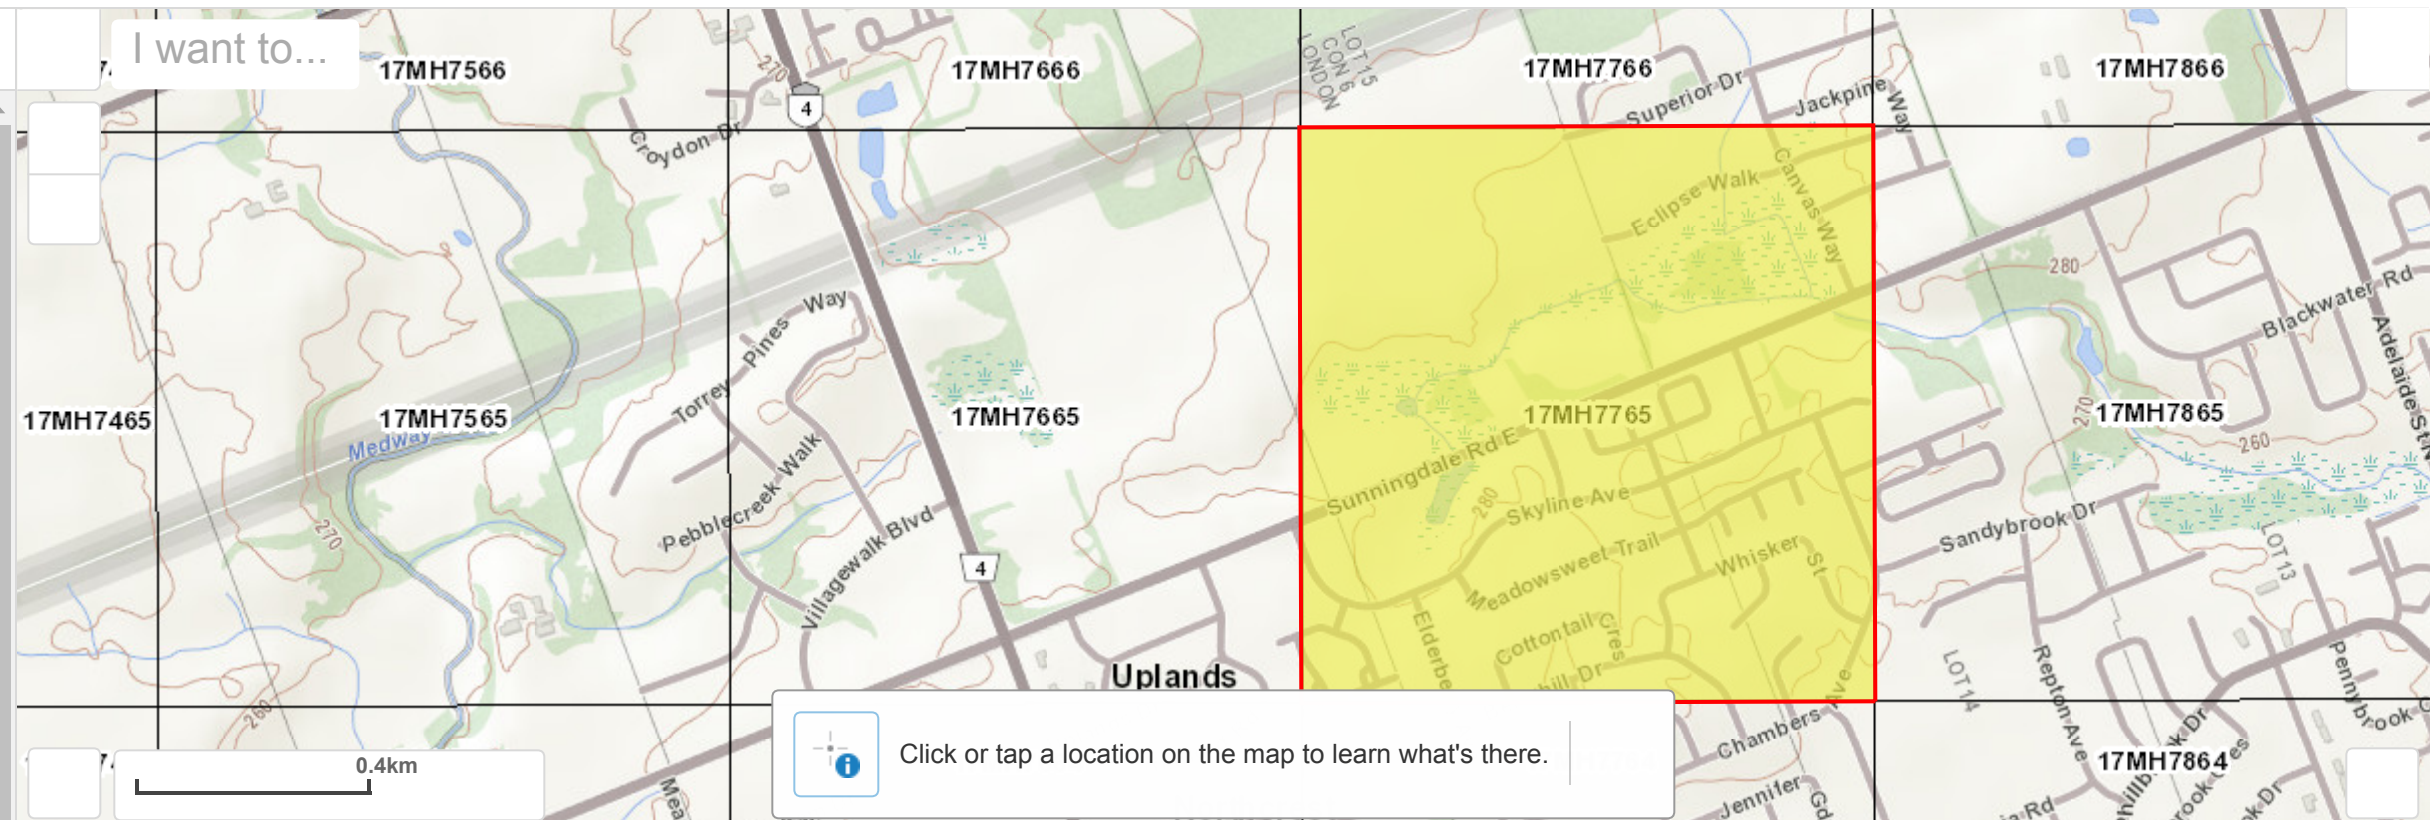 I want to...
17MH7566
270
4
17MH7666
LOT 15
CON 6
LONDON
17MH7766
17MH7866
Superior Dr
Jackpine Way
Croydon Dr
Eclipse Walk
Canvas Way
280
Blackwater Rd
Torrey Pines Way
Adelaide St N
17MH7465
17MH7565
17MH7665
17MH7765
270
17MH7865
260
Medway
Sunningdale Rd E
Pebblecreek Walk
280
Skyline Ave
Sandybrook Dr
270
Villagewalk Blvd
4
Meadowsweet Trail
Whisker St
LOT 13
Cottontail Cres
Uplands
LOT 14
Repton Ave
260
Chambers Ave
Click or tap a location on the map to learn what's there.
17MH7864
0.4km
Jennifer